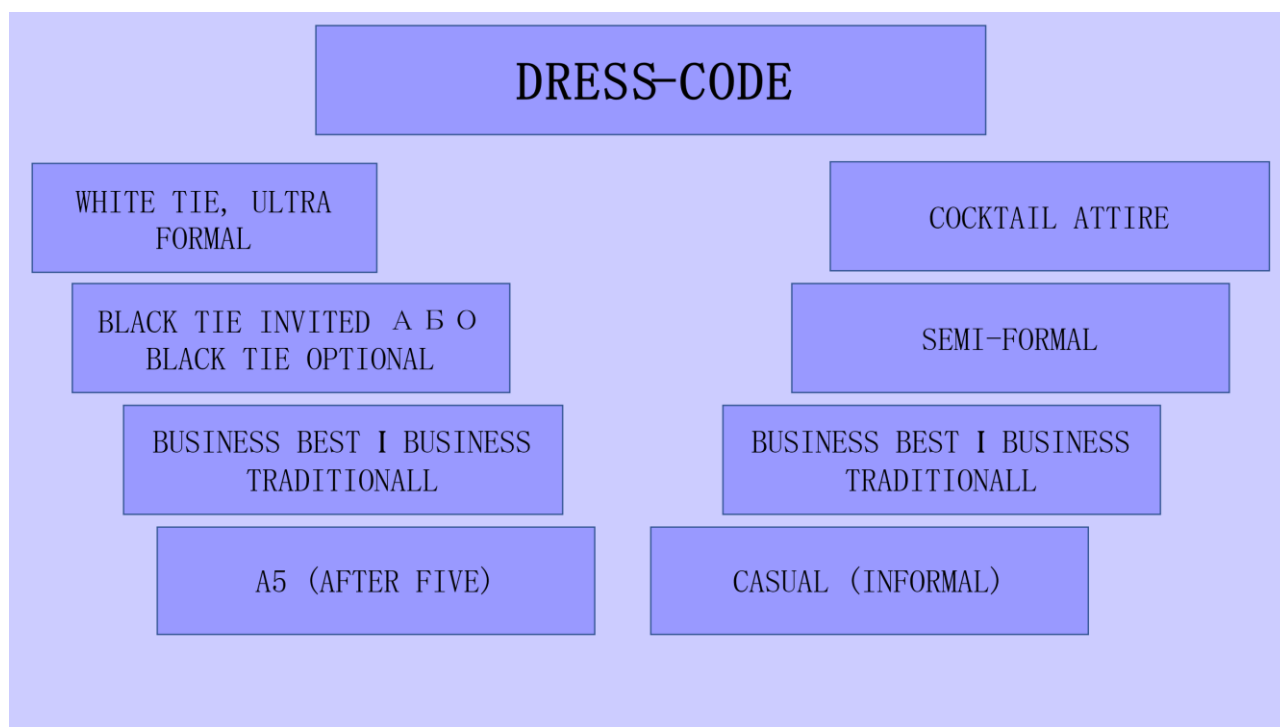 DRESS-CODE
WHITE TIE, ULTRA
FORMAL
BLACK TIE INVITED АБО
BLACK TIE OPTIONAL
BUSINESS BEST І BUSINESS
TRADITIONALL
A5 (AFTER FIVE)
COCKTAIL ATTIRE
SEMI-FORMAL
BUSINESS BEST І BUSINESS
TRADITIONALL
CASUAL (INFORMAL)